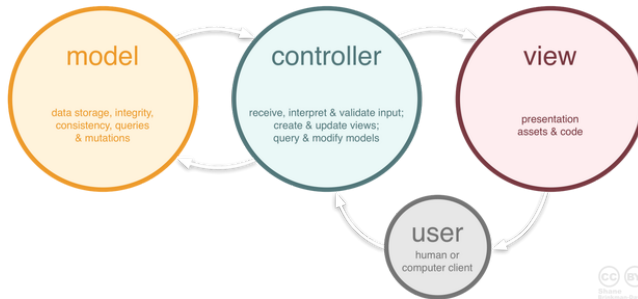 model
data storage, integrity,
consistency, queries
& mutations
controller
receive, interpret & validate input;
create & update views;
query & modify models
view
presentation
assets & code
user
human or
computer client
cc